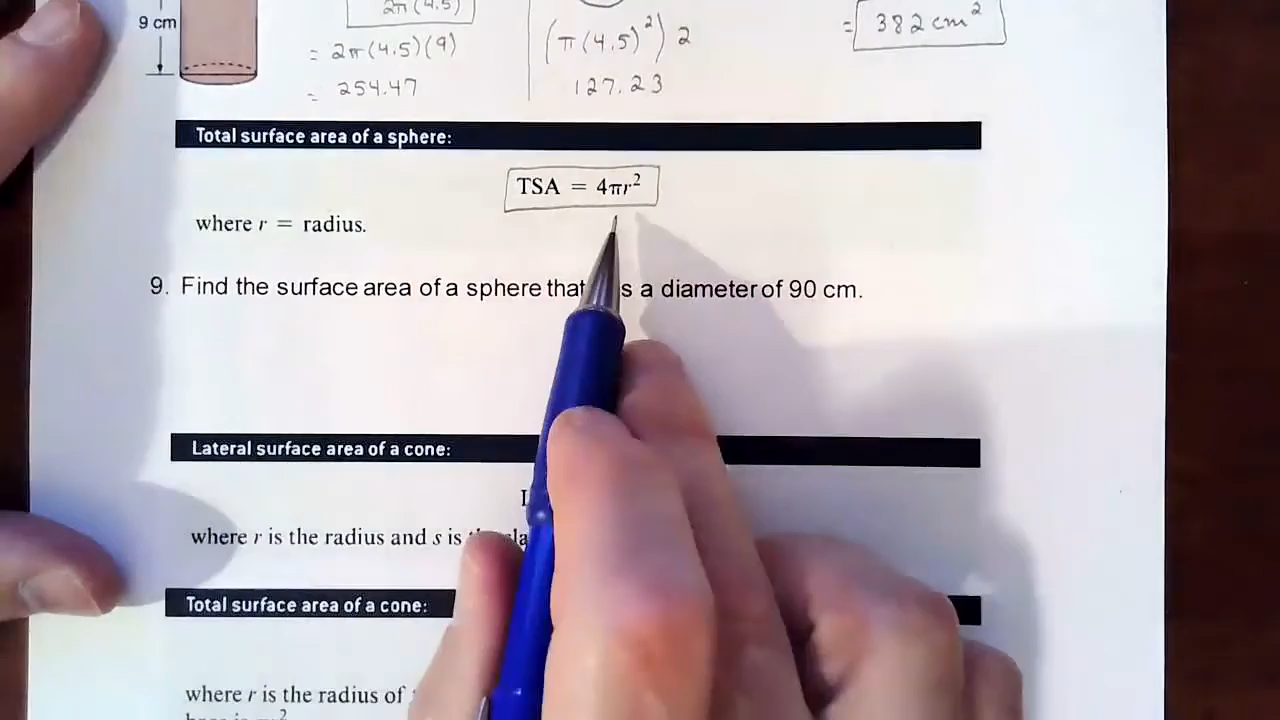 2π(4.5)
9 cm
= 2π(4.5)(9)
(π(4.5)²) 2
= 382 cm²
= 254.47
127.23
Total surface area of a sphere:
TSA = 4πr²
where r = radius.
9. Find the surface area of a sphere that s a diameter of 90 cm.
Lateral surface area of a cone:
where r is the radius and s is
Total surface area of a cone:
where r is the radius of